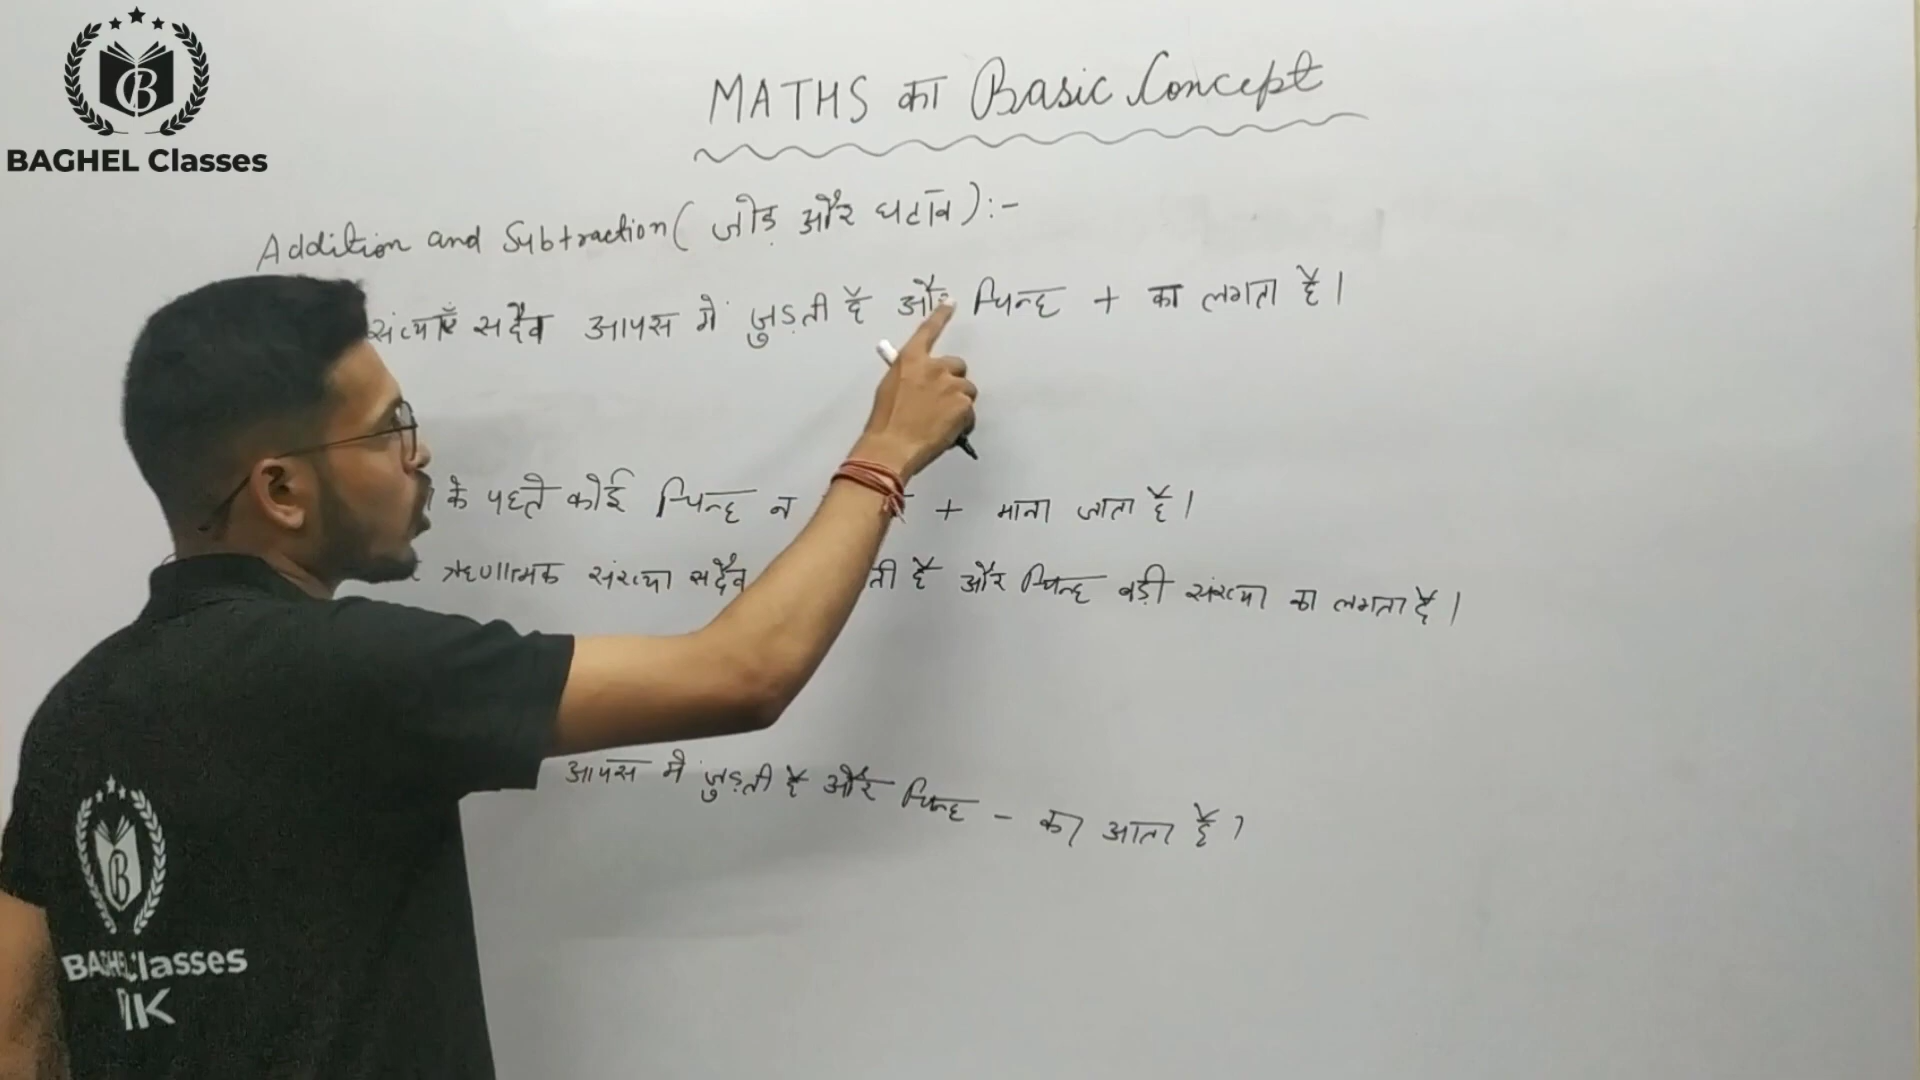 BAGHEL Classes
MATHS का Basic Concept
Addition and Subtraction ( जोड़ और घटाव ) :-
संख्याएँ सदैव आपस में जुड़ती है और चिन्ह + का लगता है।
के पहले कोई चिन्ह न + माना जाता है।
ऋणात्मक संख्या सदैव है और चिन्ह बड़ी संख्या का लगता है।
आपस में जुड़ती है और चिन्ह - का आता है।
B
Classes